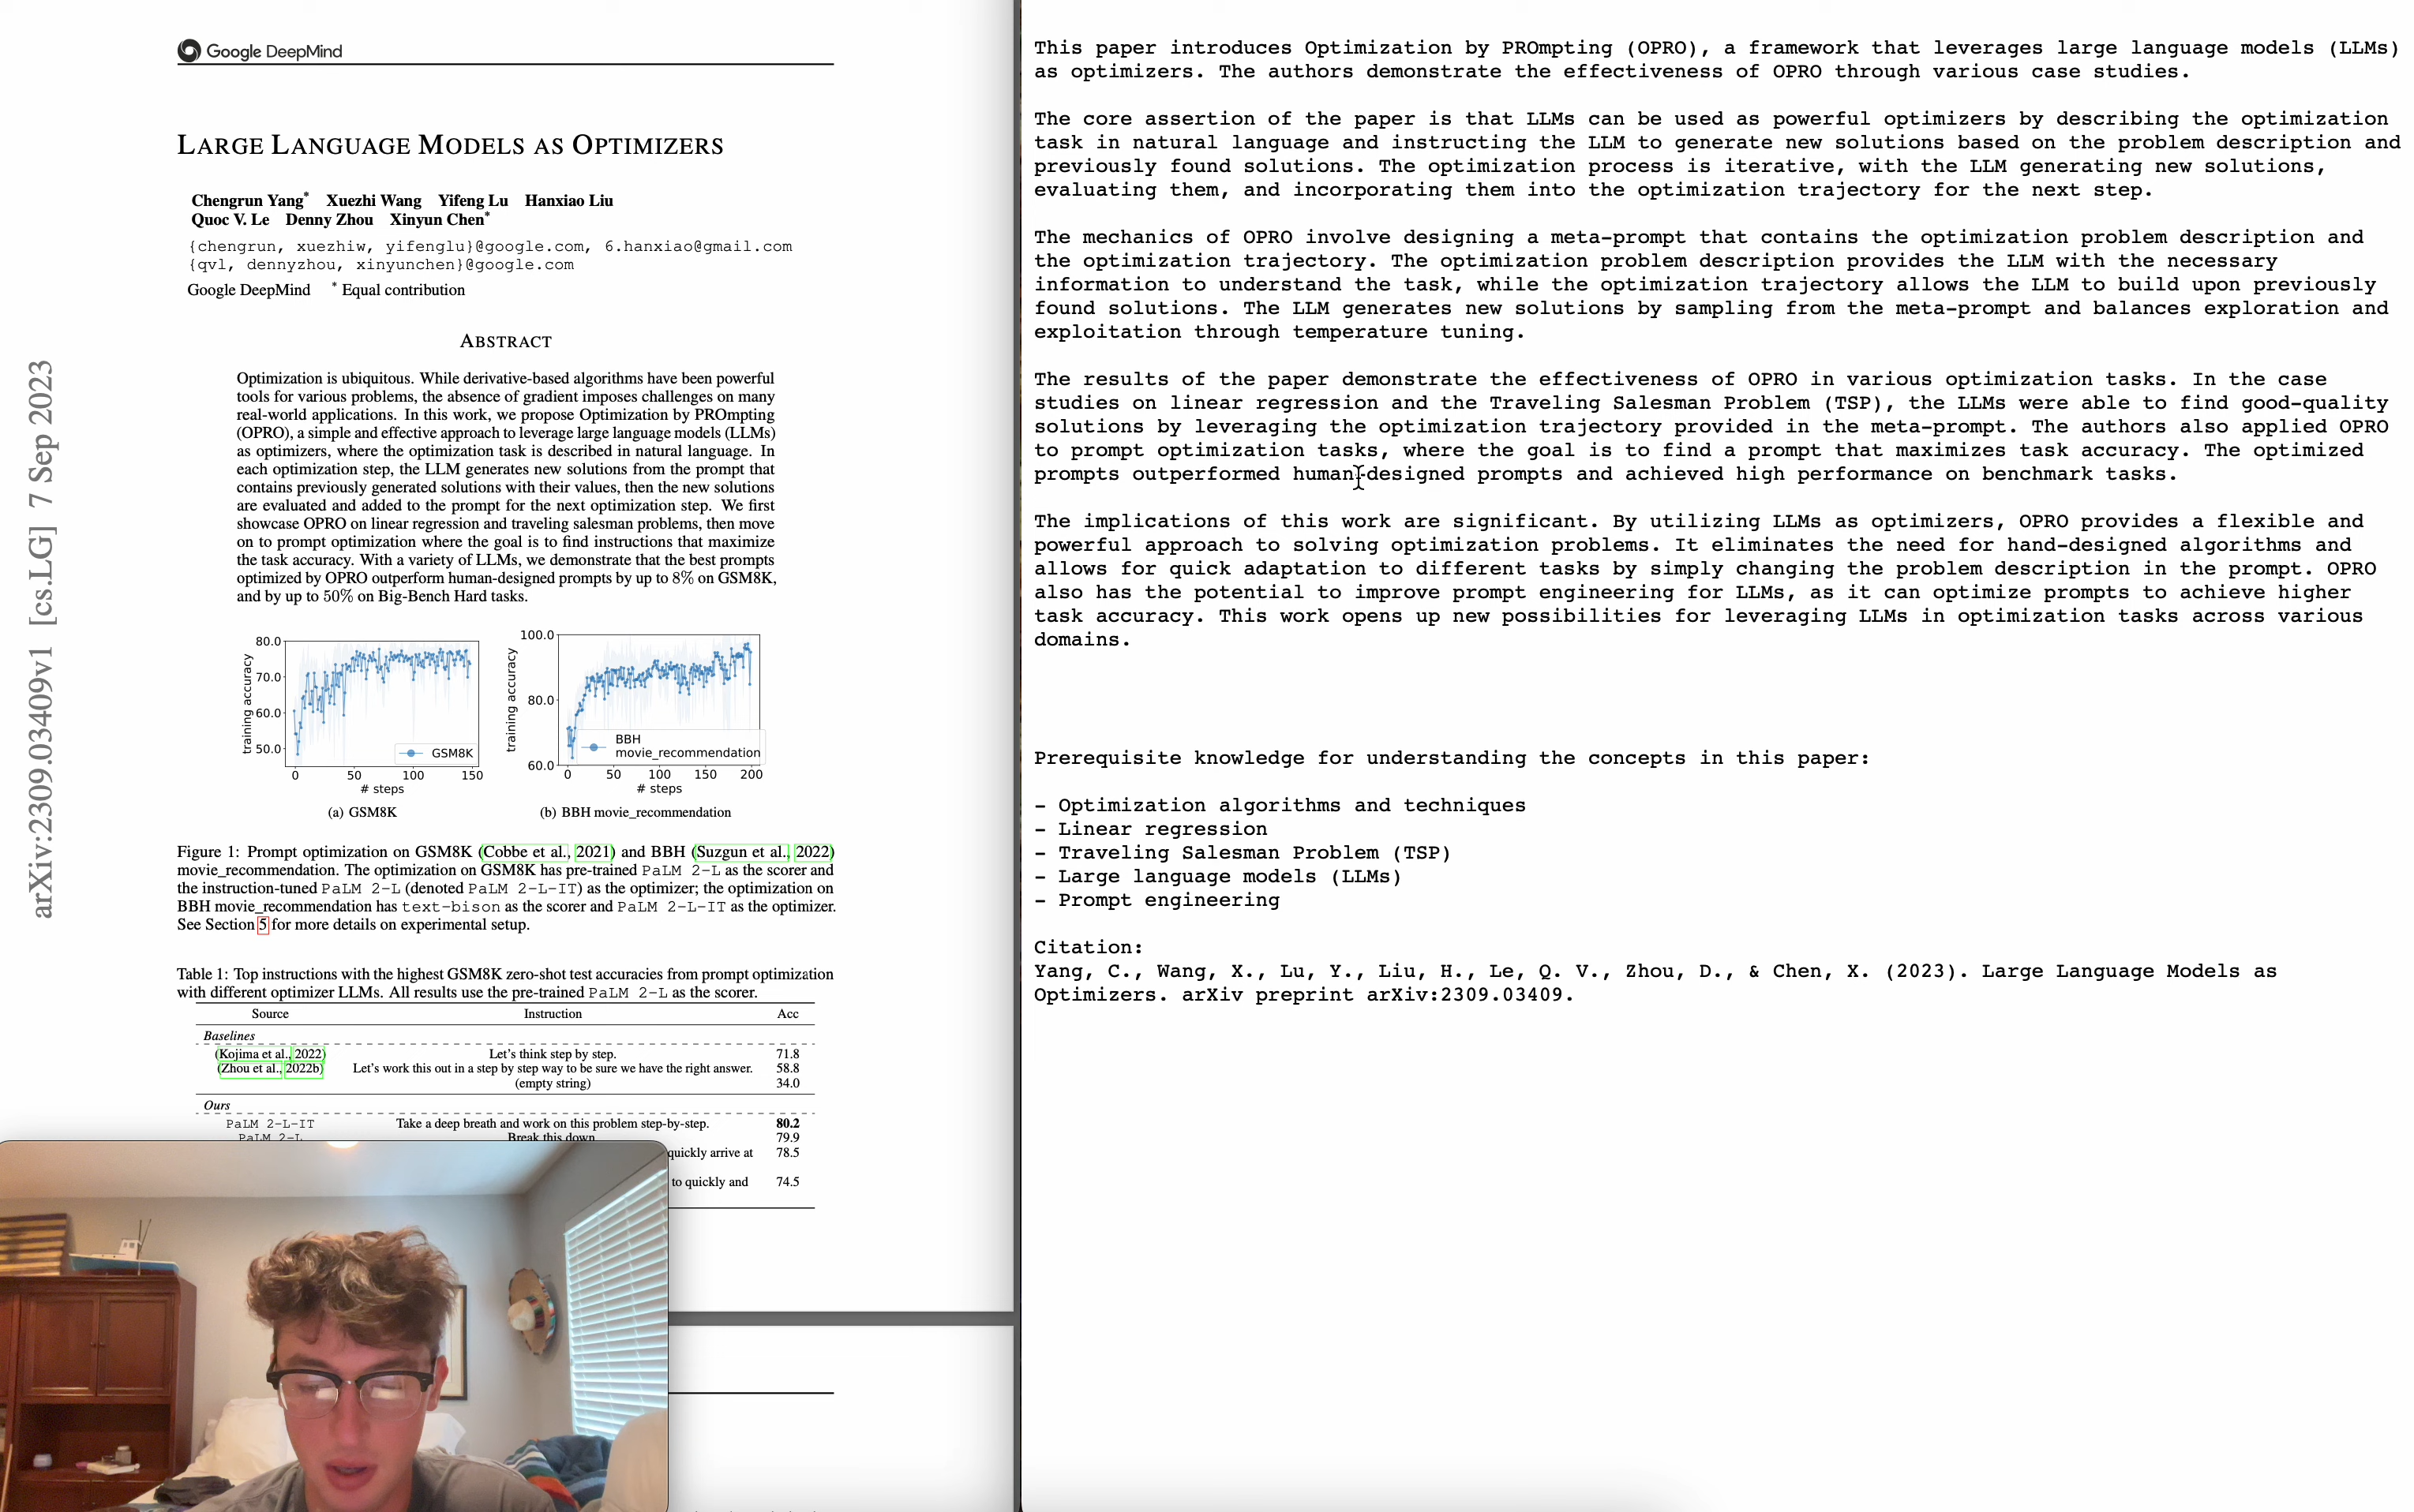 Google DeepMind
LARGE LANGUAGE MODELS AS OPTIMIZERS
Chengrun Yang* Xuezhi Wang Yifeng Lu Hanxiao Liu
Quoc V. Le Denny Zhou Xinyun Chen*
{chengrun, xuezhiw, yifenglu}@google.com, 6.hanxiao@gmail.com
{qvl, dennyzhou, xinyunchen}@google.com
Google DeepMind * Equal contribution
ABSTRACT
Optimization is ubiquitous. While derivative-based algorithms have been powerful
tools for various problems, the absence of gradient imposes challenges on many
real-world applications. In this work, we propose Optimization by PROmpting
(OPRO), a simple and effective approach to leverage large language models (LLMs)
as optimizers, where the optimization task is described in natural language. In
each optimization step, the LLM generates new solutions from the prompt that
contains previously generated solutions with their values, then the new solutions
are evaluated and added to the prompt for the next optimization step. We first
showcase OPRO on linear regression and traveling salesman problems, then move
on to prompt optimization where the goal is to find instructions that maximize
the task accuracy. With a variety of LLMs, we demonstrate that the best prompts
optimized by OPRO outperform human-designed prompts by up to 8% on GSM8K,
and by up to 50% on Big-Bench Hard tasks.
arXiv:2309.03409v1 [cs.LG] 7 Sep 2023
80.0
70.0
60.0
50.0
training accuracy
GSM8K
0 50 100 150
# steps
(a) GSM8K
100.0
80.0
60.0
training accuracy
BBH
movie_recommendation
0 50 100 150 200
# steps
(b) BBH movie_recommendation
Figure 1: Prompt optimization on GSM8K (Cobbe et al., 2021) and BBH (Suzgun et al., 2022)
movie_recommendation. The optimization on GSM8K has pre-trained PaLM 2-L as the scorer and
the instruction-tuned PaLM 2-L (denoted PaLM 2-L-IT) as the optimizer; the optimization on
BBH movie_recommendation has text-bison as the scorer and PaLM 2-L-IT as the optimizer.
See Section 5 for more details on experimental setup.
Table 1: Top instructions with the highest GSM8K zero-shot test accuracies from prompt optimization
with different optimizer LLMs. All results use the pre-trained PaLM 2-L as the scorer.
Source Instruction Acc
Baselines
(Kojima et al., 2022) Let's think step by step. 71.8
(Zhou et al., 2022b) Let's work this out in a step by step way to be sure we have the right answer. 58.8
(empty string) 34.0
Ours
PaLM 2-L-IT Take a deep breath and work on this problem step-by-step. 80.2
PaLM 2-L Break this down 79.9
quickly arrive at 78.5
to quickly and 74.5
This paper introduces Optimization by PROmpting (OPRO), a framework that leverages large language models (LLMs)
as optimizers. The authors demonstrate the effectiveness of OPRO through various case studies.
The core assertion of the paper is that LLMs can be used as powerful optimizers by describing the optimization
task in natural language and instructing the LLM to generate new solutions based on the problem description and
previously found solutions. The optimization process is iterative, with the LLM generating new solutions,
evaluating them, and incorporating them into the optimization trajectory for the next step.
The mechanics of OPRO involve designing a meta-prompt that contains the optimization problem description and
the optimization trajectory. The optimization problem description provides the LLM with the necessary
information to understand the task, while the optimization trajectory allows the LLM to build upon previously
found solutions. The LLM generates new solutions by sampling from the meta-prompt and balances exploration and
exploitation through temperature tuning.
The results of the paper demonstrate the effectiveness of OPRO in various optimization tasks. In the case
studies on linear regression and the Traveling Salesman Problem (TSP), the LLMs were able to find good-quality
solutions by leveraging the optimization trajectory provided in the meta-prompt. The authors also applied OPRO
to prompt optimization tasks, where the goal is to find a prompt that maximizes task accuracy. The optimized
prompts outperformed human-designed prompts and achieved high performance on benchmark tasks.
The implications of this work are significant. By utilizing LLMs as optimizers, OPRO provides a flexible and
powerful approach to solving optimization problems. It eliminates the need for hand-designed algorithms and
allows for quick adaptation to different tasks by simply changing the problem description in the prompt. OPRO
also has the potential to improve prompt engineering for LLMs, as it can optimize prompts to achieve higher
task accuracy. This work opens up new possibilities for leveraging LLMs in optimization tasks across various
domains.
Prerequisite knowledge for understanding the concepts in this paper:
- Optimization algorithms and techniques
- Linear regression
- Traveling Salesman Problem (TSP)
- Large language models (LLMs)
- Prompt engineering
Citation:
Yang, C., Wang, X., Lu, Y., Liu, H., Le, Q. V., Zhou, D., & Chen, X. (2023). Large Language Models as
Optimizers. arXiv preprint arXiv:2309.03409.